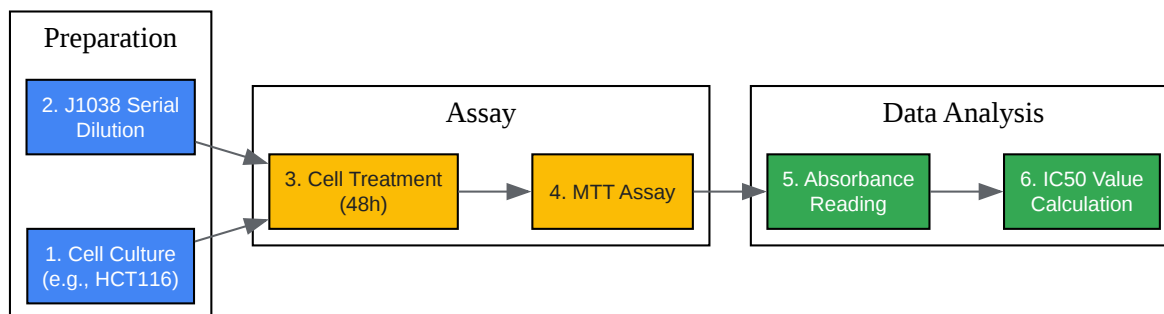 Preparation
2. J1038 Serial
Dilution
1. Cell Culture
(e.g., HCT116)
Assay
3. Cell Treatment
(48h)
4. MTT Assay
Data Analysis
5. Absorbance
Reading
6. IC50 Value
Calculation